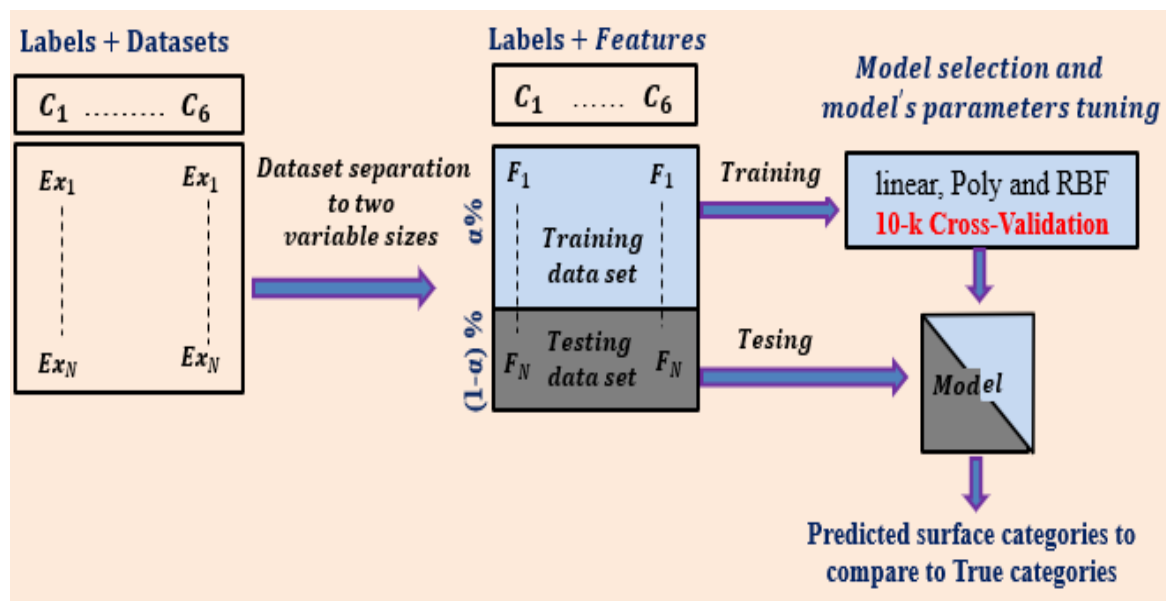 Labels + Datasets
C1 ......... C6
Ex1 Ex1
ExN ExN
Dataset separation
to two
variable sizes
Labels + Features
C1 ...... C6
α%
(1-α) %
F1 F1
Training
data set
Testing
data set
FN FN
Training
Tesing
Model selection and
model's parameters tuning
linear, Poly and RBF
10-k Cross-Validation
Model
Predicted surface categories to
compare to True categories